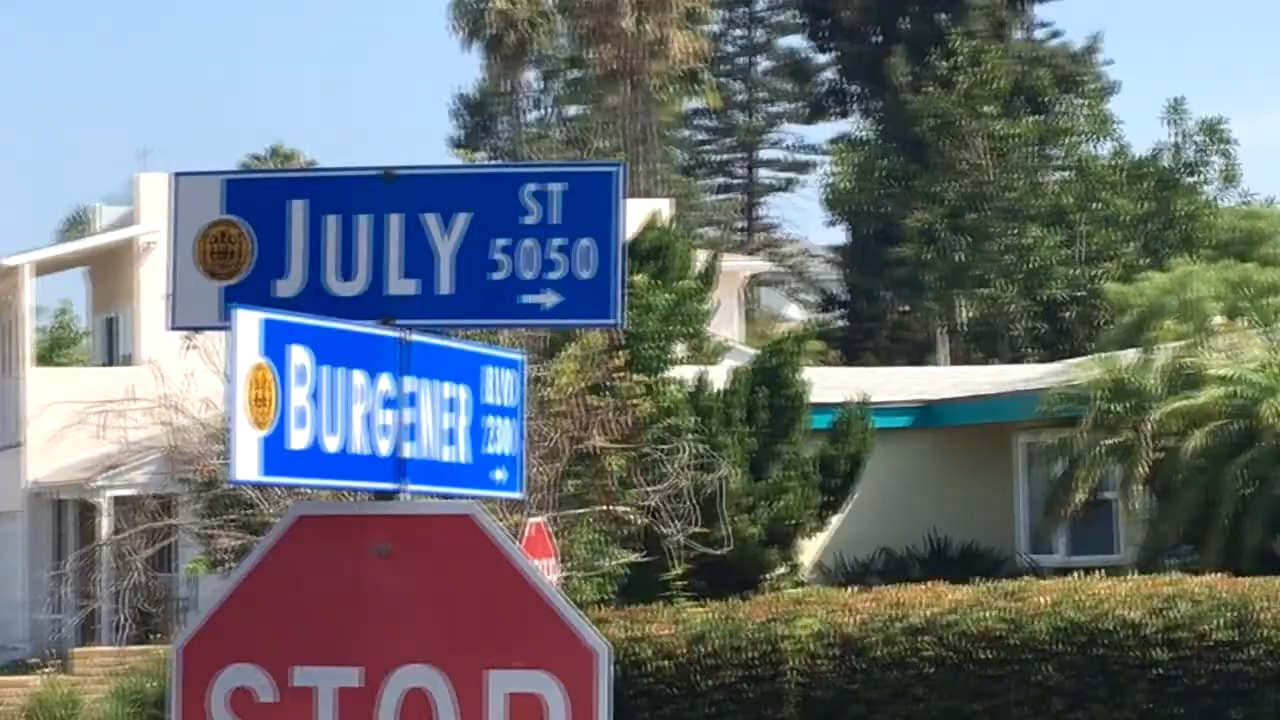 JULY ST
5050
→
BURGENER BLVD
2300
→
STOP